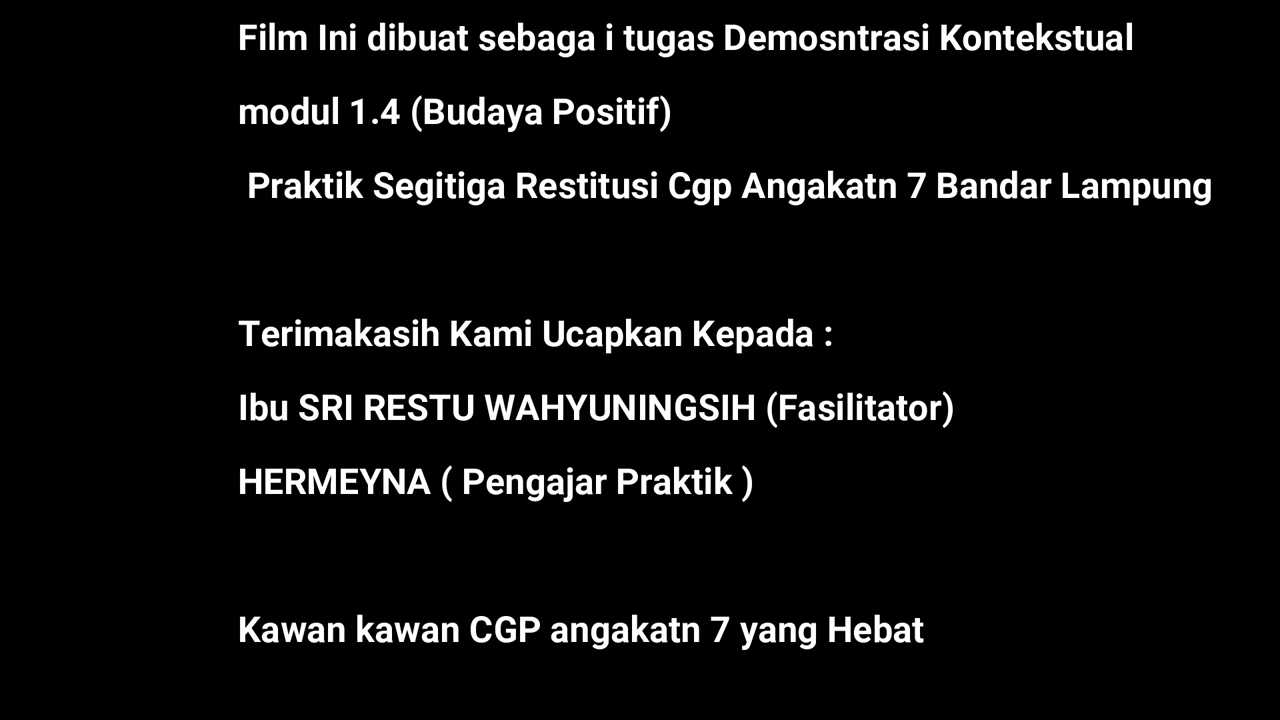 Film Ini dibuat sebaga i tugas Demosntrasi Kontekstual
modul 1.4 (Budaya Positif)
Praktik Segitiga Restitusi Cgp Angakatn 7 Bandar Lampung
Terimakasih Kami Ucapkan Kepada :
Ibu SRI RESTU WAHYUNINGSIH (Fasilitator)
HERMEYNA ( Pengajar Praktik )
Kawan kawan CGP angakatn 7 yang Hebat